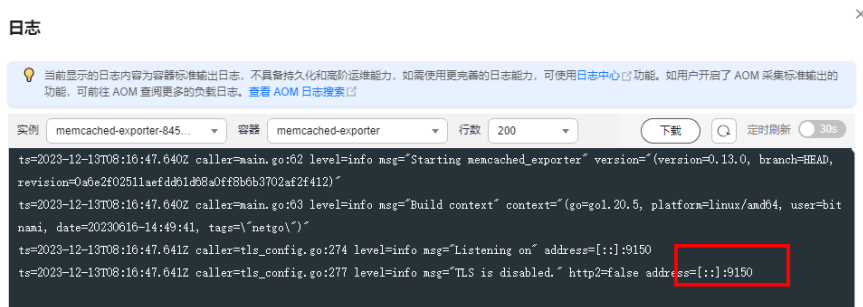 日志
当前显示的日志内容为容器标准输出日志，不具备持久化和高阶运维能力，如需使用更完善的日志能力，可使用日志中心功能。如用户开启了 AOM 采集标准输出的
功能，可前往 AOM 查阅更多的负载日志。查看 AOM 日志搜索
实例 memcached-exporter-845... 容器 memcached-exporter 行数 200 下载 定时刷新 30s
ts=2023-12-13T08:16:47.640Z caller=main.go:62 level=info msg="Starting memcached_exporter" version="(version=0.13.0, branch=HEAD,
revision=0a6e2f02511aefdd61d68a0ff8b6b3702af2f412)"
ts=2023-12-13T08:16:47.640Z caller=main.go:63 level=info msg="Build context" context="(go=go1.20.5, platform=linux/amd64, user=bit
nami, date=20230616-14:49:41, tags=\"netgo\")"
ts=2023-12-13T08:16:47.641Z caller=tls_config.go:274 level=info msg="Listening on" address=[::]:9150
ts=2023-12-13T08:16:47.641Z caller=tls_config.go:277 level=info msg="TLS is disabled." http2=false address=[::]:9150